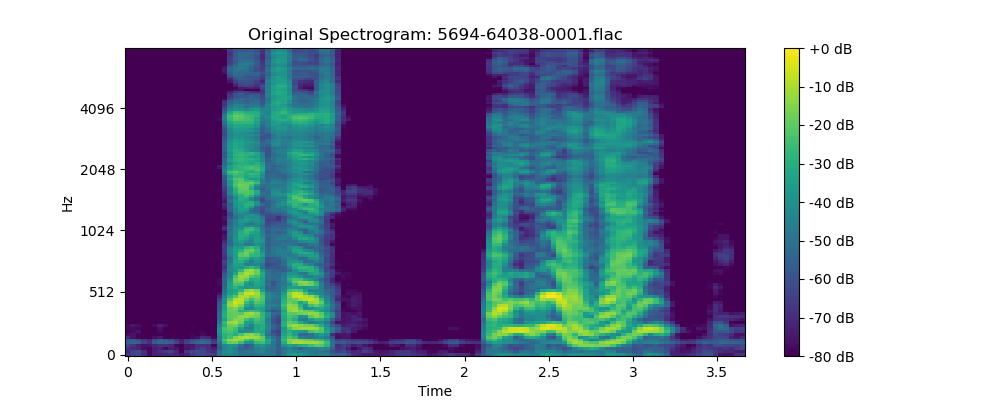 Original Spectrogram: 5694-64038-0001.flac
Hz
4096
2048
1024
512
0
0
0.5
1
1.5
2
2.5
3
3.5
Time
+0 dB
-10 dB
-20 dB
-30 dB
-40 dB
-50 dB
-60 dB
-70 dB
-80 dB